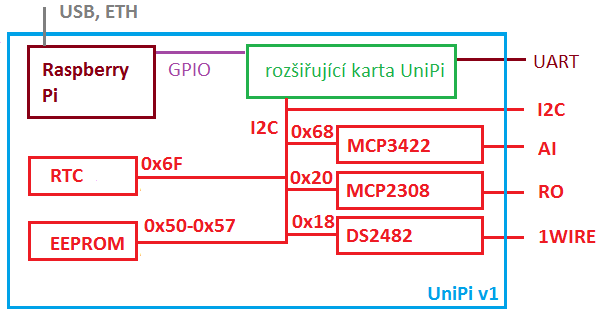 USB, ETH
Raspberry
Pi
GPIO
rozšiřující karta UniPi
UART
I2C
I2C
0x68
MCP3422
AI
0x6F
RTC
0x20
MCP2308
RO
0x50-0x57
EEPROM
0x18
DS2482
1WIRE
UniPi v1